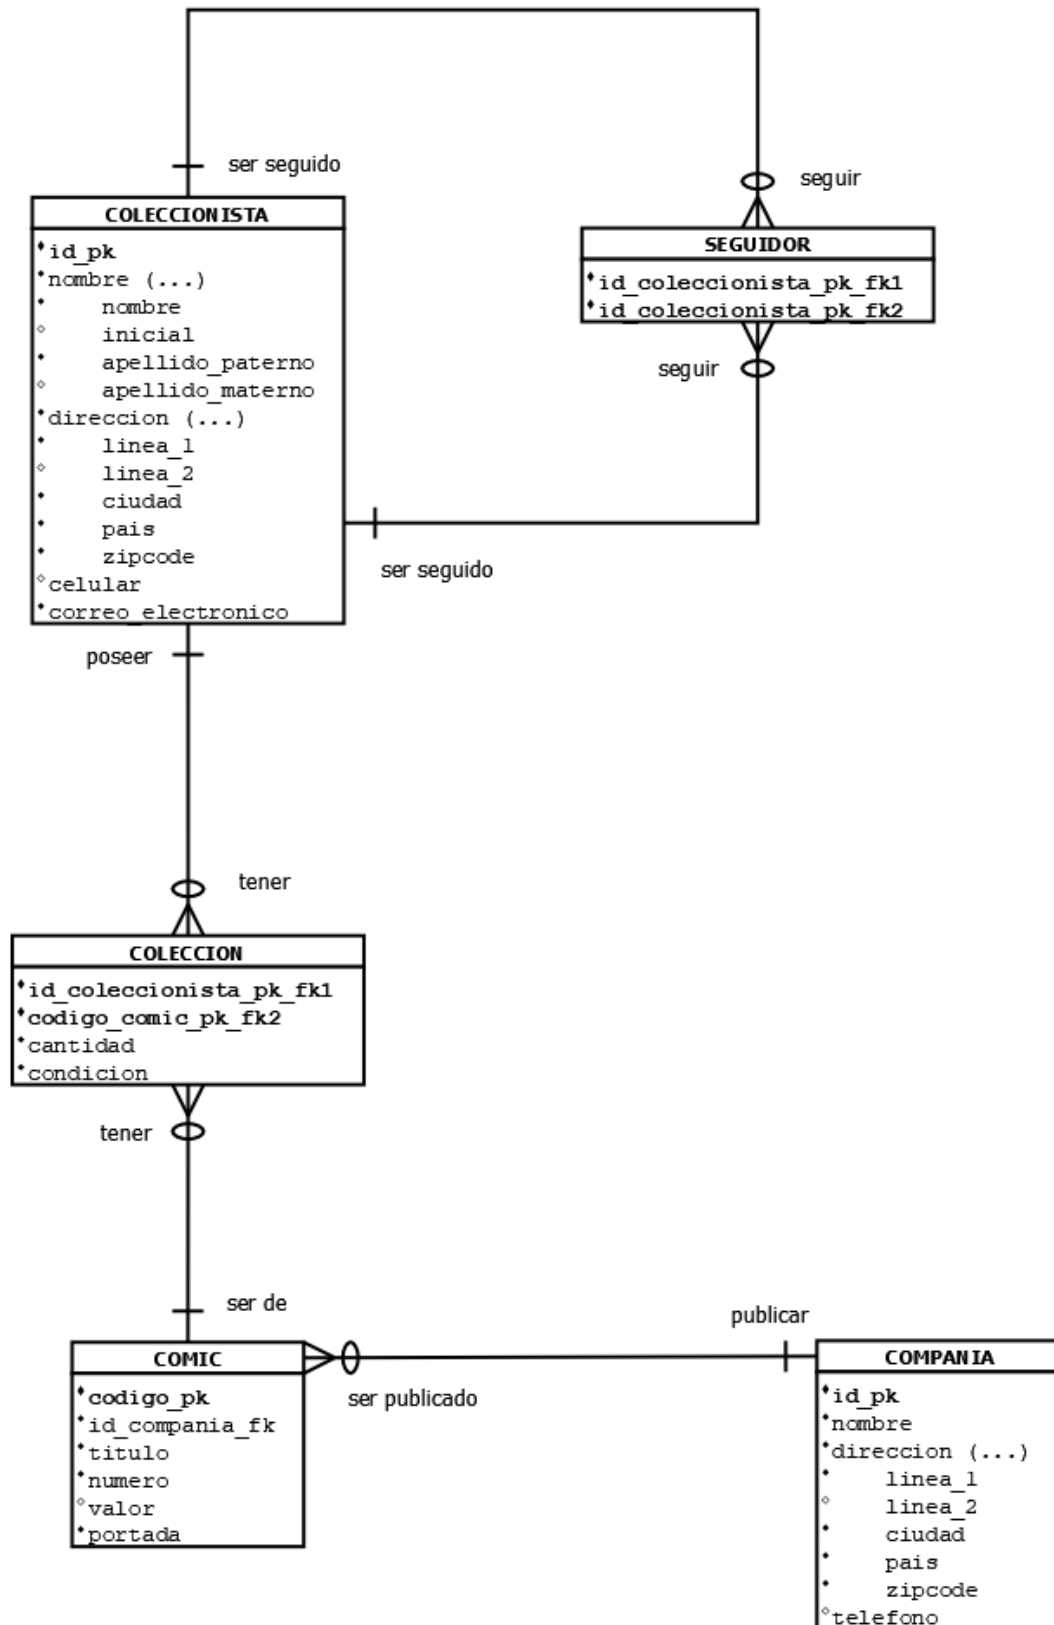 ser seguido
seguir
COLECCIONISTA
id_pk
nombre (...)
nombre
inicial
apellido_paterno
apellido_materno
direccion (...)
linea_1
linea_2
ciudad
pais
zipcode
celular
correo_electronico
SEGUIDOR
id_coleccionista_pk_fk1
id_coleccionista_pk_fk2
seguir
ser seguido
poseer
tener
COLECCION
id_coleccionista_pk_fk1
codigo_comic_pk_fk2
cantidad
condicion
tener
ser de
publicar
COMIC
codigo_pk
id_compania_fk
titulo
numero
valor
portada
ser publicado
COMPANIA
id_pk
nombre
direccion (...)
linea_1
linea_2
ciudad
pais
zipcode
telefono